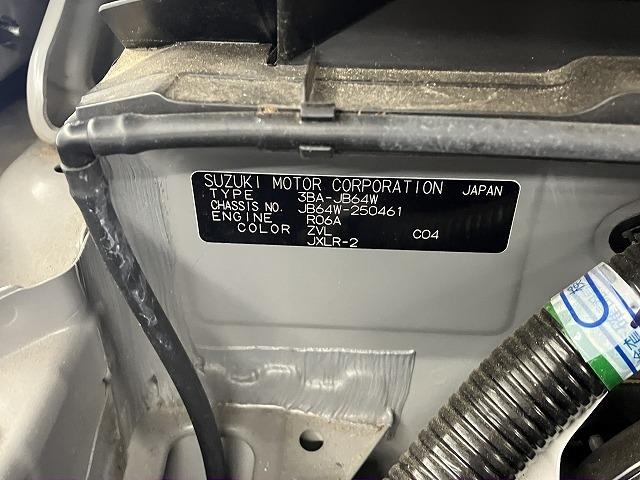 SUZUKI MOTOR CORPORATION JAPAN
TYPE 3BA-JB64W
CHASSIS NO. JB64W-250461
ENGINE R06A
COLOR ZVL C04
JXLR-2